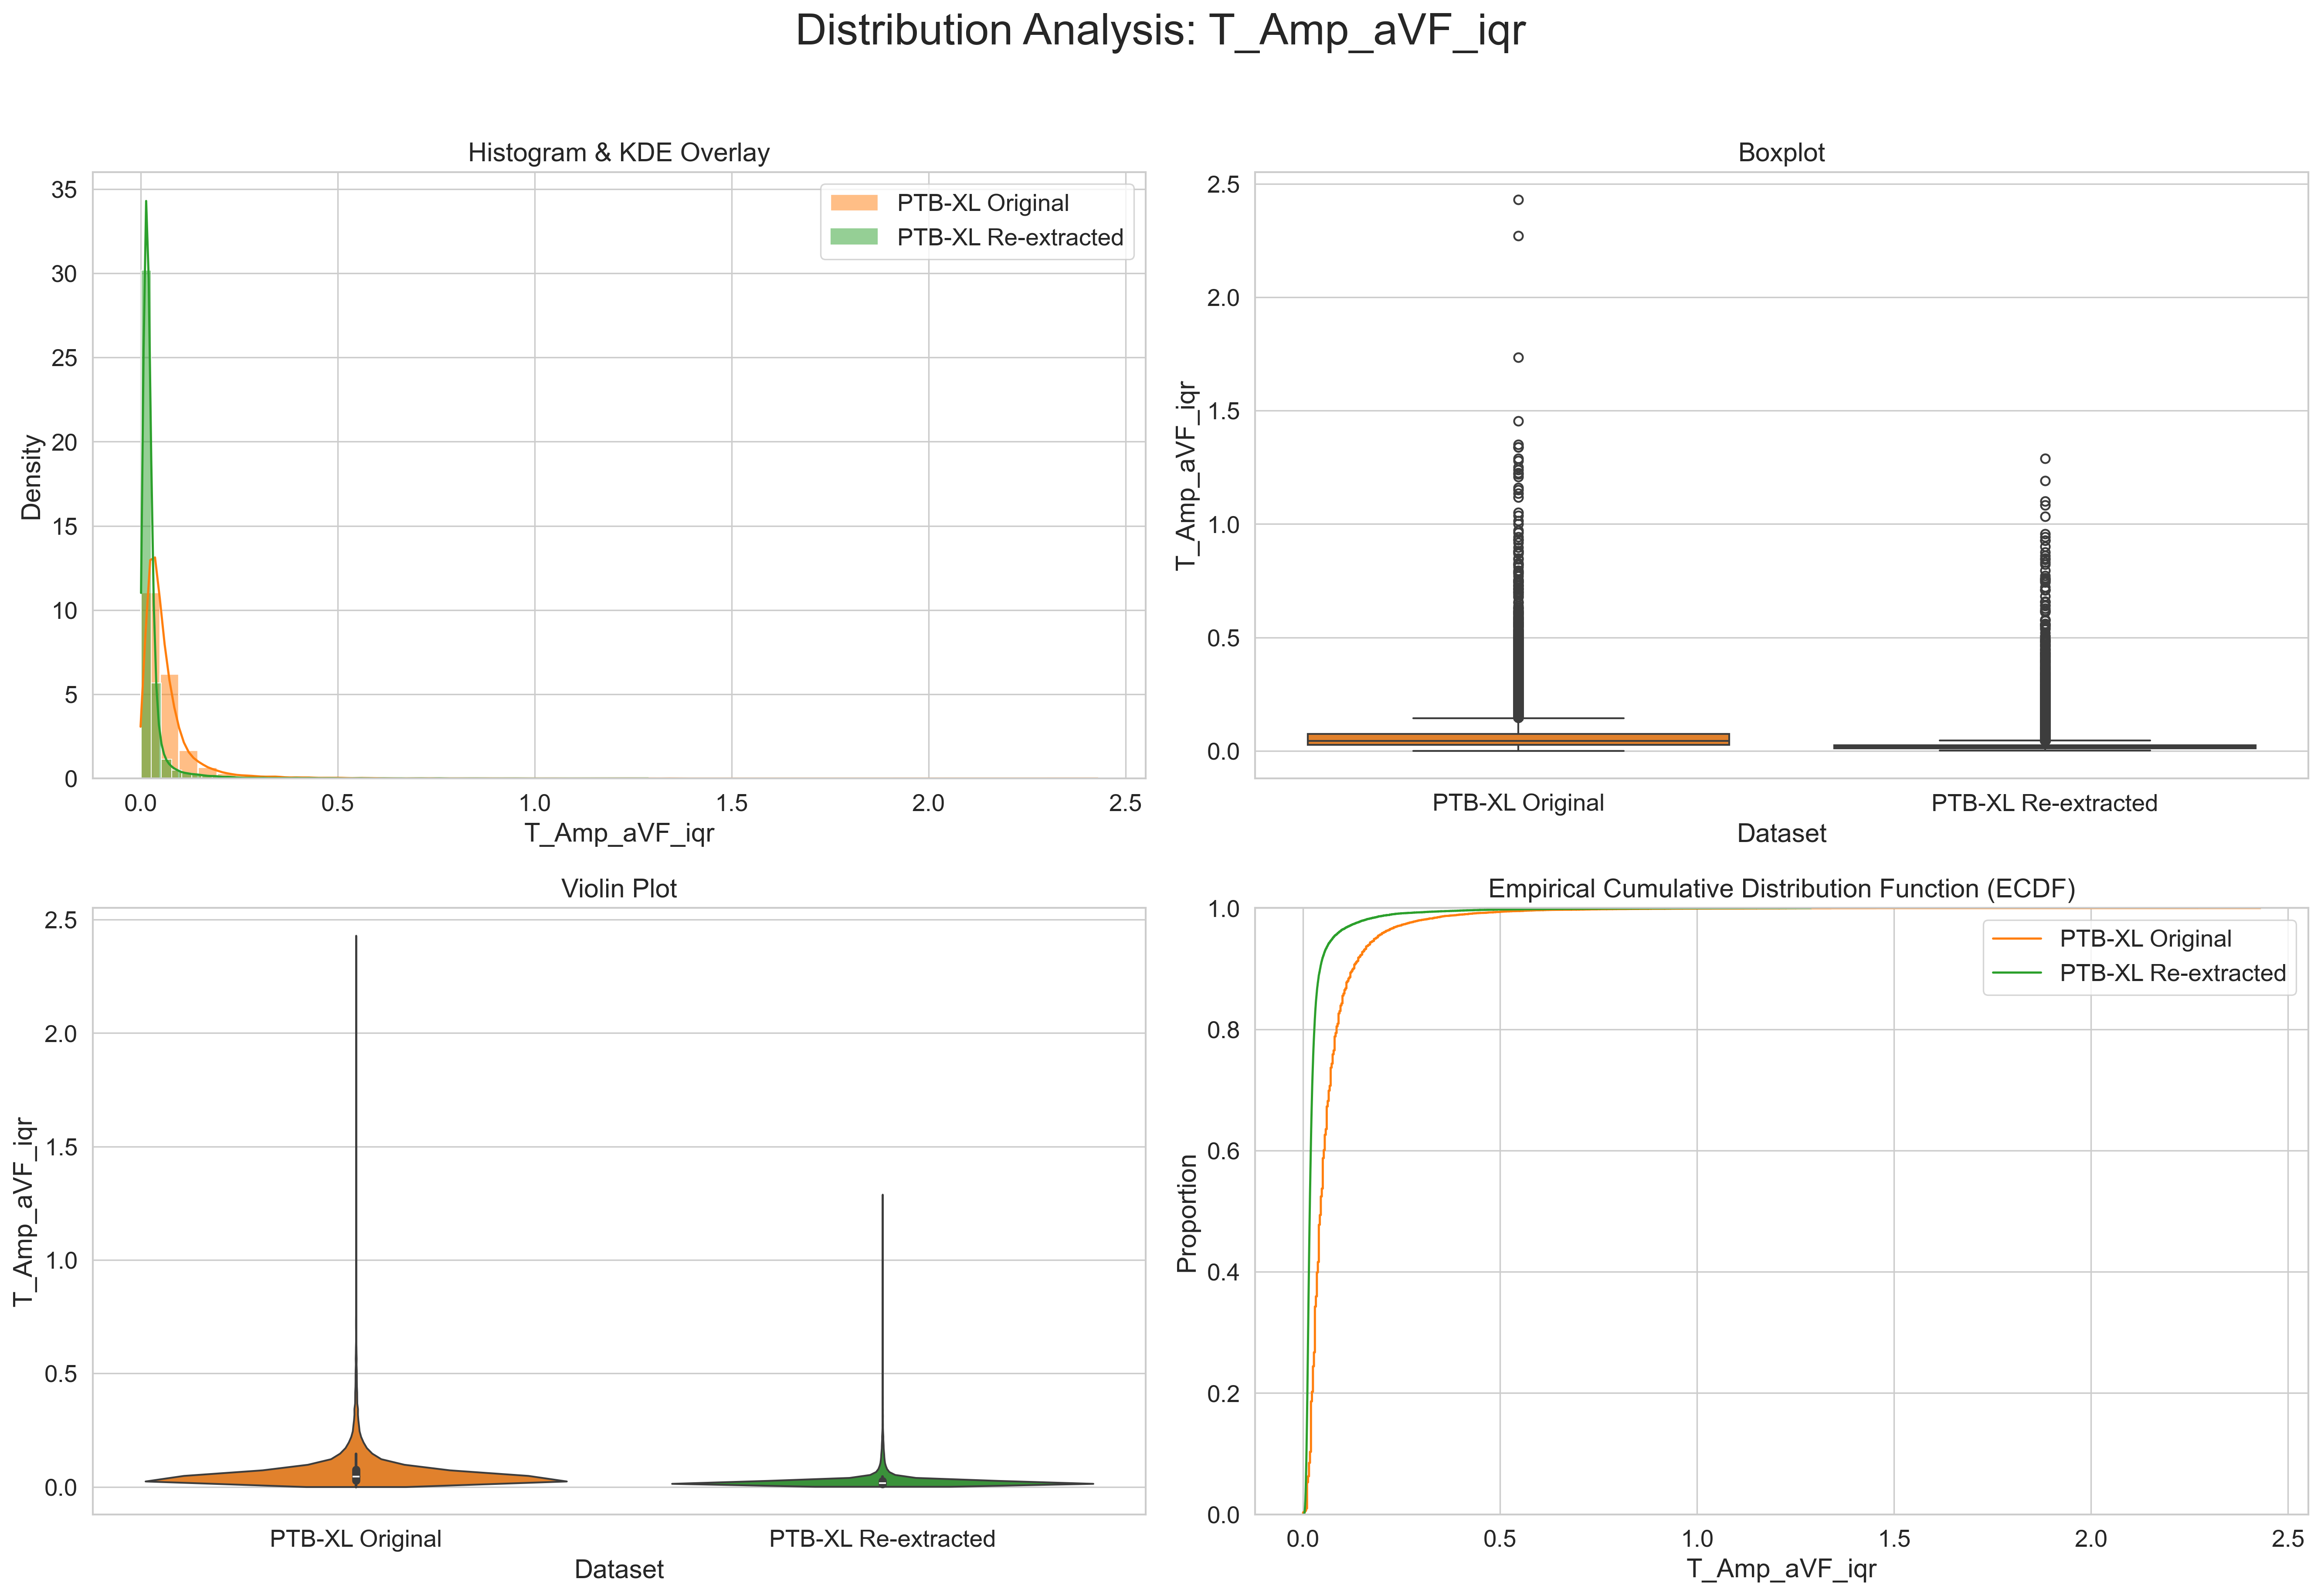 Distribution Analysis: T_Amp_aVF_iqr
Histogram & KDE Overlay
35
30
25
20
15
10
5
0
Density
0.0 0.5 1.0 1.5 2.0 2.5
T_Amp_aVF_iqr
PTB-XL Original
PTB-XL Re-extracted
Boxplot
2.5
2.0
1.5
1.0
0.5
0.0
T_Amp_aVF_iqr
PTB-XL Original PTB-XL Re-extracted
Dataset
Violin Plot
2.5
2.0
1.5
1.0
0.5
0.0
T_Amp_aVF_iqr
PTB-XL Original PTB-XL Re-extracted
Dataset
Empirical Cumulative Distribution Function (ECDF)
1.0
0.8
0.6
0.4
0.2
0.0
Proportion
0.0 0.5 1.0 1.5 2.0 2.5
T_Amp_aVF_iqr
PTB-XL Original
PTB-XL Re-extracted